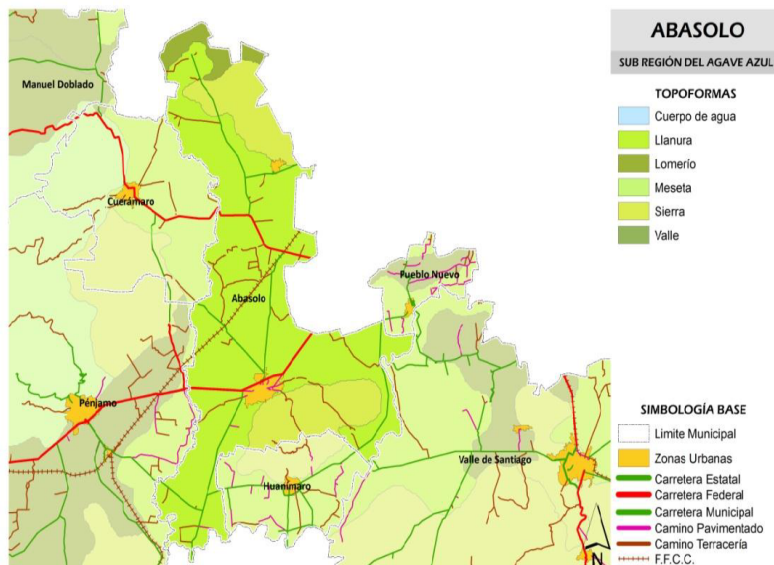 ABASOLO
SUB REGIÓN DEL AGAVE AZUL
TOPOFORMAS
Cuerpo de agua
Llanura
Lomerío
Meseta
Sierra
Valle
Manuel Doblado
Cuerámaro
Pueblo Nuevo
Abasolo
Pénjamo
Valle de Santiago
Huanímaro
SIMBOLOGÍA BASE
Limite Municipal
Zonas Urbanas
Carretera Estatal
Carretera Federal
Carretera Municipal
Camino Pavimentado
Camino Terracería
F.F.C.C.
N